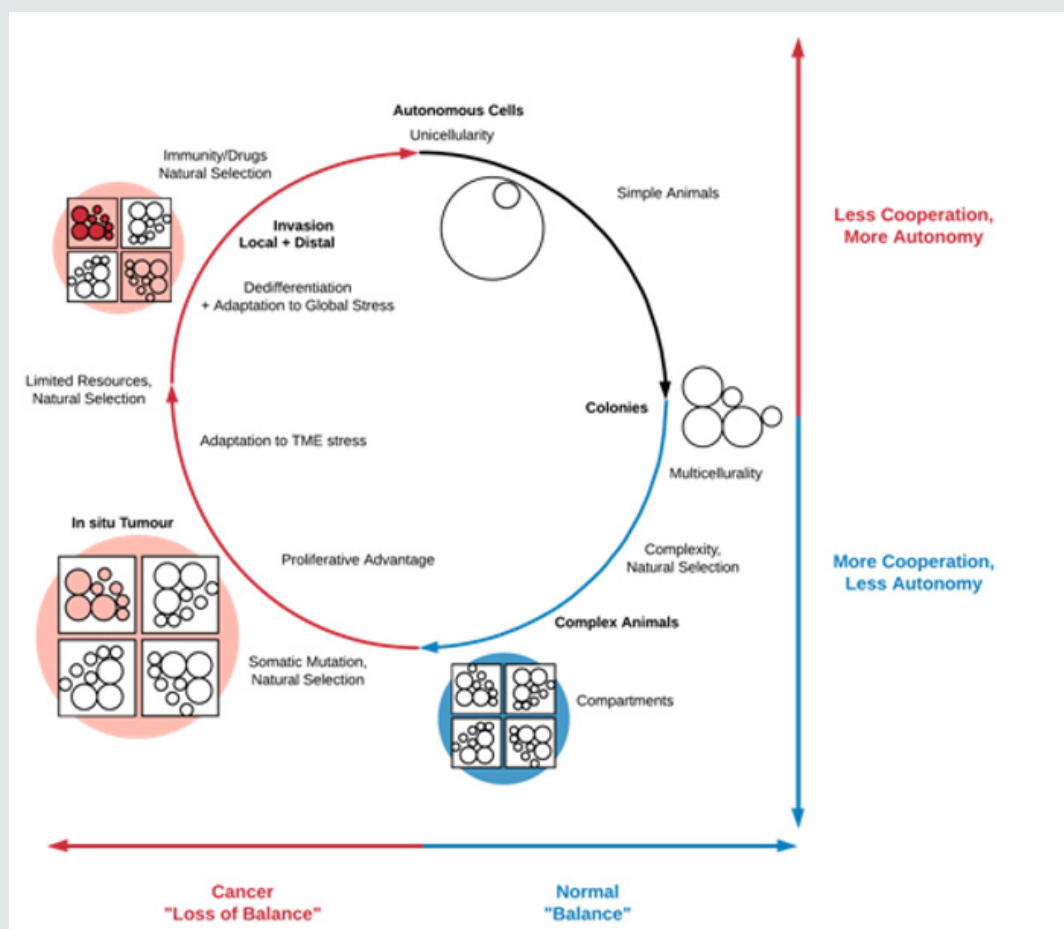 Autonomous Cells
Unicellularity
Immunity/Drugs
Natural Selection
Simple Animals
Less Cooperation,
More Autonomy
Invasion
Local + Distal
Dedifferentiation
+ Adaptation to Global Stress
Limited Resources,
Natural Selection
Colonies
Adaptation to TME stress
Multicellurality
In situ Tumour
Proliferative Advantage
Complexity,
Natural Selection
More Cooperation,
Less Autonomy
Complex Animals
Somatic Mutation,
Natural Selection
Compartments
Cancer
"Loss of Balance"
Normal
"Balance"